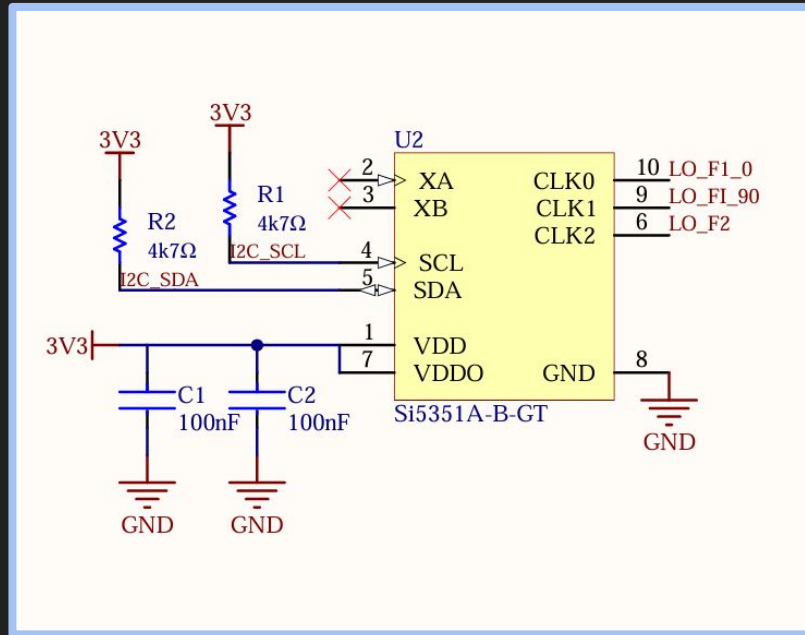 3V3
3V3
U2
R1
4k7Ω
R2
4k7Ω
I2C_SCL
I2C_SDA
2 XA
3 XB
4 SCL
5 SDA
1 VDD
7 VDDO
CLK0 10 LO_F1_0
CLK1 9 LO_FI_90
CLK2 6 LO_F2
GND 8
3V3
C1
100nF
C2
100nF
Si5351A-B-GT
GND
GND
GND